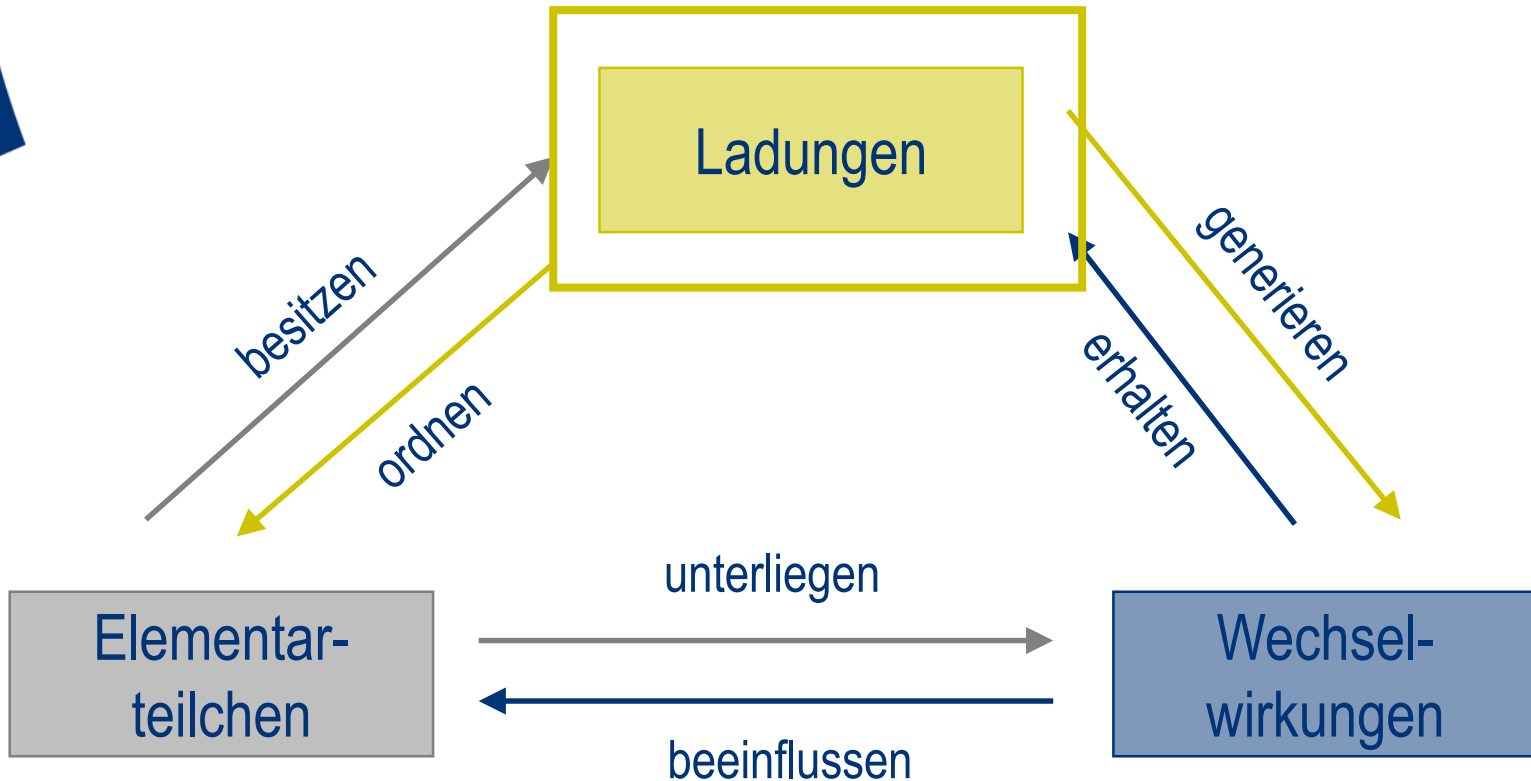 Ladungen
besitzen
ordnen
generieren
erhalten
unterliegen
Elementar-
teilchen
Wechsel-
wirkungen
beeinflussen